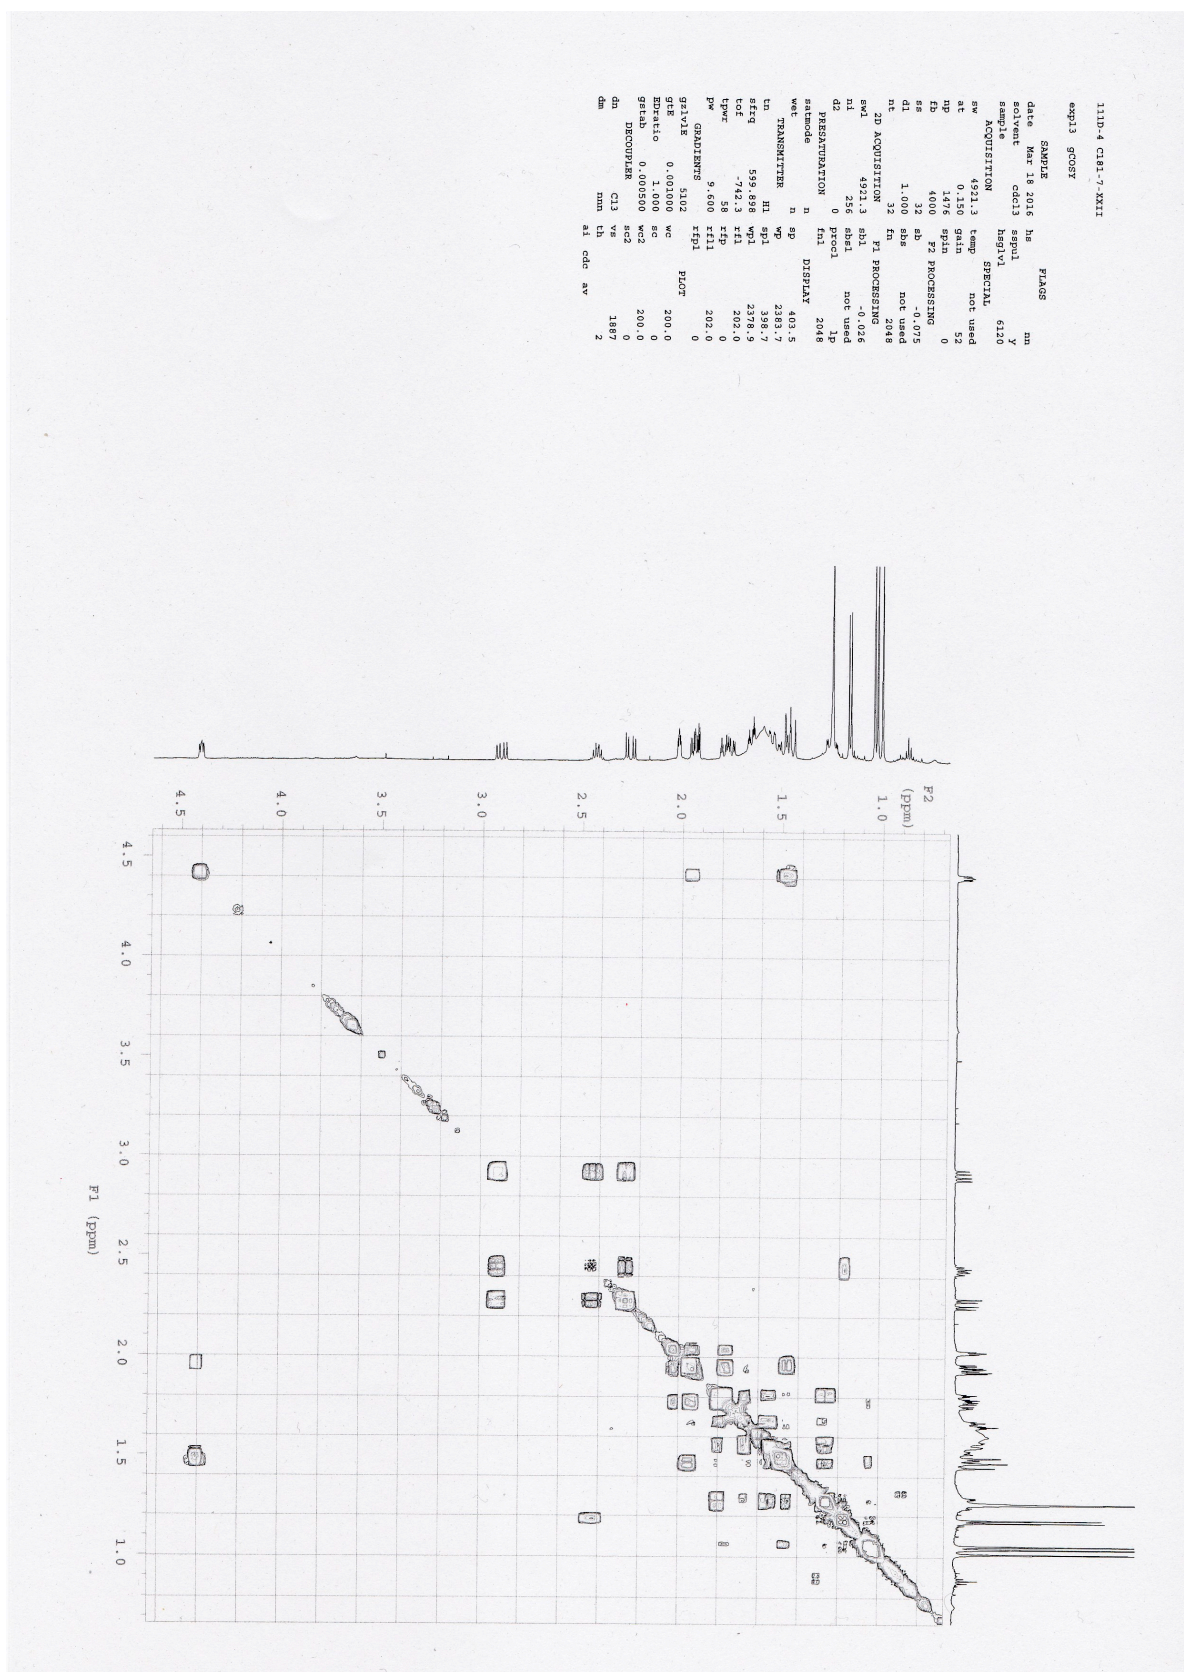 111D-4 C181-7-XXII
exp13 gCOSY
SAMPLE FLAGS
date Mar 18 2016 hs nn
solvent cdcl3 sspul y
sample hsglvl 6120
ACQUISITION SPECIAL
sw 4921.3 temp not used
at 0.150 gain 52
np 1476 spin 0
fb 4000 F2 PROCESSING
ss 32 sb -0.075
d1 1.000 sbs not used
nt 32 fn 2048
2D ACQUISITION F1 PROCESSING
sw1 4921.3 sb1 -0.026
ni 256 sbs1 not used
d2 0 proc1 lp
PRESATURATION fn1 2048
satmode n DISPLAY
wet n sp 403.5
TRANSMITTER wp 2383.7
tn H1 sp1 398.7
sfrq 599.898 wp1 2378.9
tof -742.3 rfl 202.0
tpwr 58 rfp 0
pw 9.600 rfl1 202.0
GRADIENTS rfp1 0
gzlvlE 5102 PLOT
gtE 0.001000 wc 200.0
EDratio 1.000 sc 0
gstab 0.000500 wc2 200.0
DECOUPLER sc2 0
dn C13 vs 1887
dm nnn th 2
ai cdc av
F2
(ppm)
1.0
1.5
2.0
2.5
3.0
3.5
4.0
4.5
4.5 4.0 3.5 3.0 2.5 2.0 1.5 1.0
F1 (ppm)